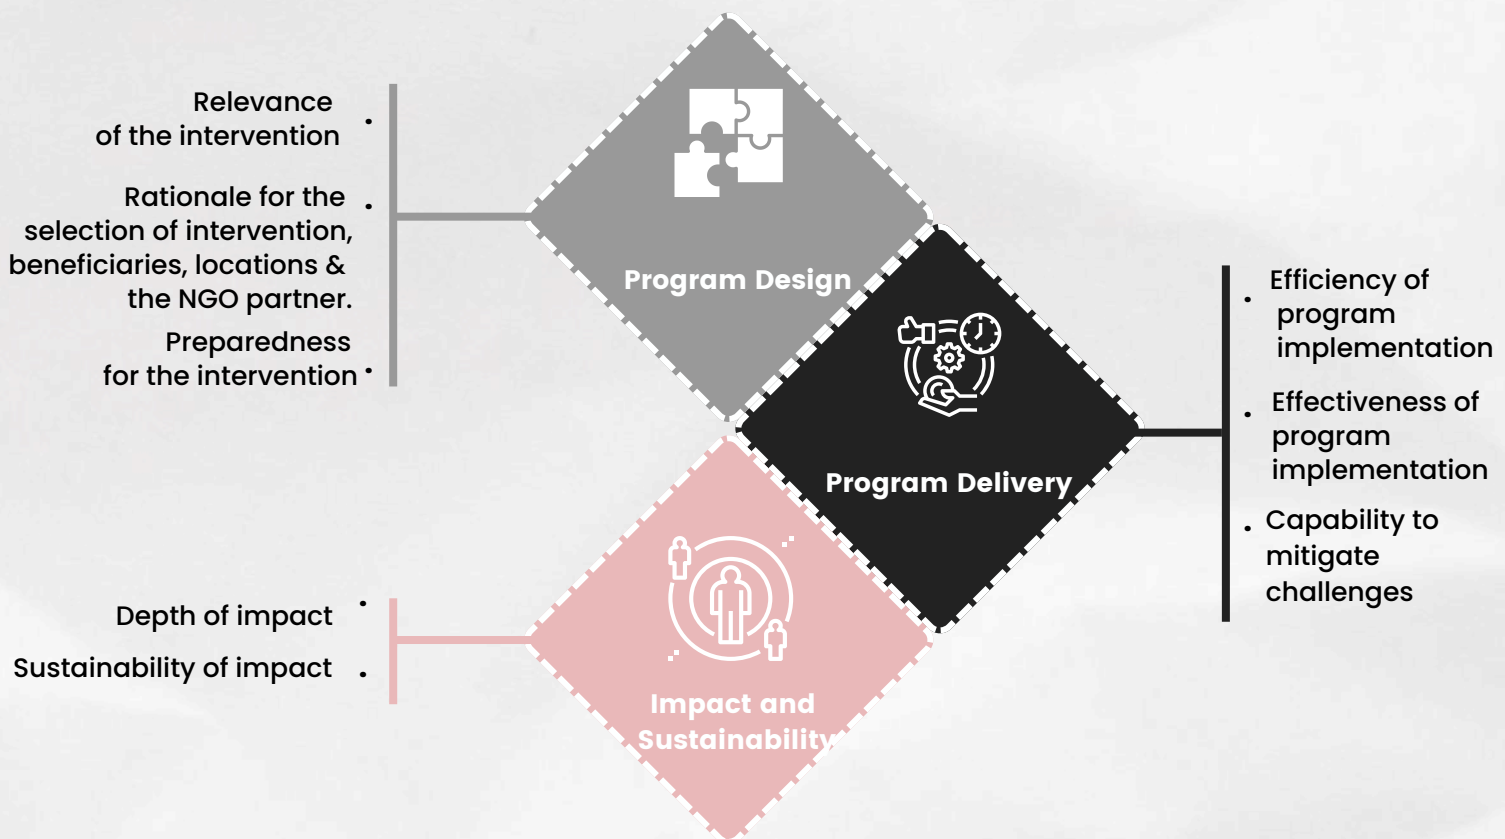 Relevance
of the intervention
Rationale for the
selection of intervention,
beneficiaries, locations &
the NGO partner.
Preparedness
for the intervention
Program Design
Program Delivery
Efficiency of
program
implementation
Effectiveness of
program
implementation
Capability to
mitigate
challenges
Depth of impact
Sustainability of impact
Impact and
Sustainability